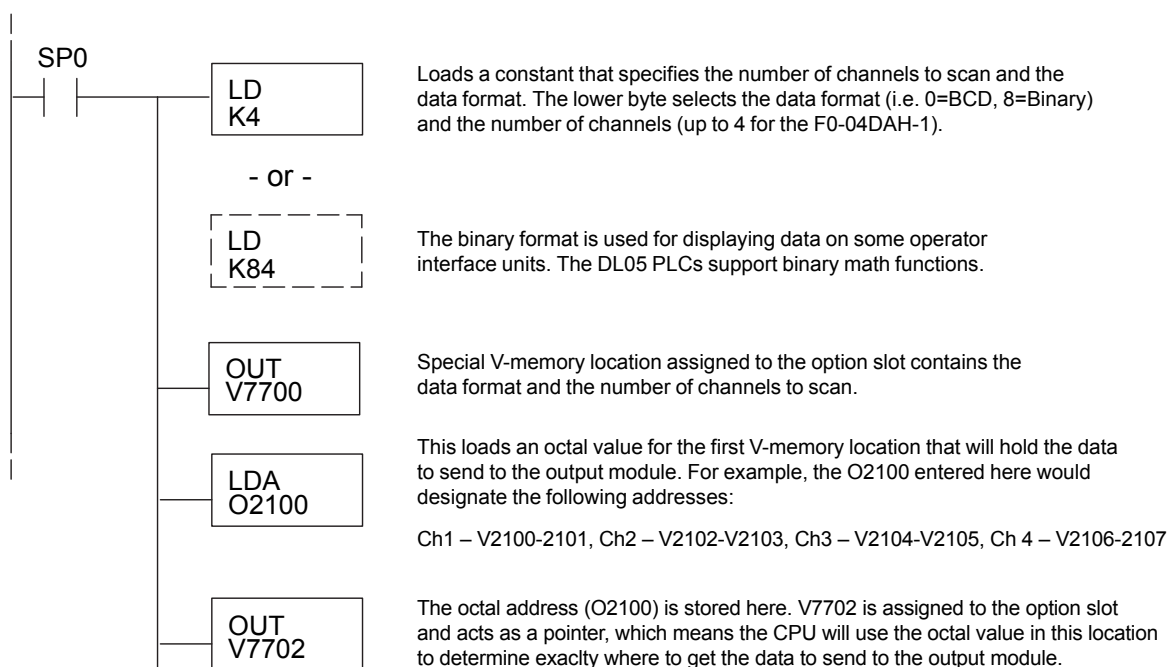 SP0
LD
K4
Loads a constant that specifies the number of channels to scan and the
data format. The lower byte selects the data format (i.e. 0=BCD, 8=Binary)
and the number of channels (up to 4 for the F0-04DAH-1).
- or -
LD
K84
The binary format is used for displaying data on some operator
interface units. The DL05 PLCs support binary math functions.
OUT
V7700
Special V-memory location assigned to the option slot contains the
data format and the number of channels to scan.
LDA
O2100
This loads an octal value for the first V-memory location that will hold the data
to send to the output module. For example, the O2100 entered here would
designate the following addresses:
Ch1 – V2100-2101, Ch2 – V2102-V2103, Ch3 – V2104-V2105, Ch 4 – V2106-2107
OUT
V7702
The octal address (O2100) is stored here. V7702 is assigned to the option slot
and acts as a pointer, which means the CPU will use the octal value in this location
to determine exaclty where to get the data to send to the output module.